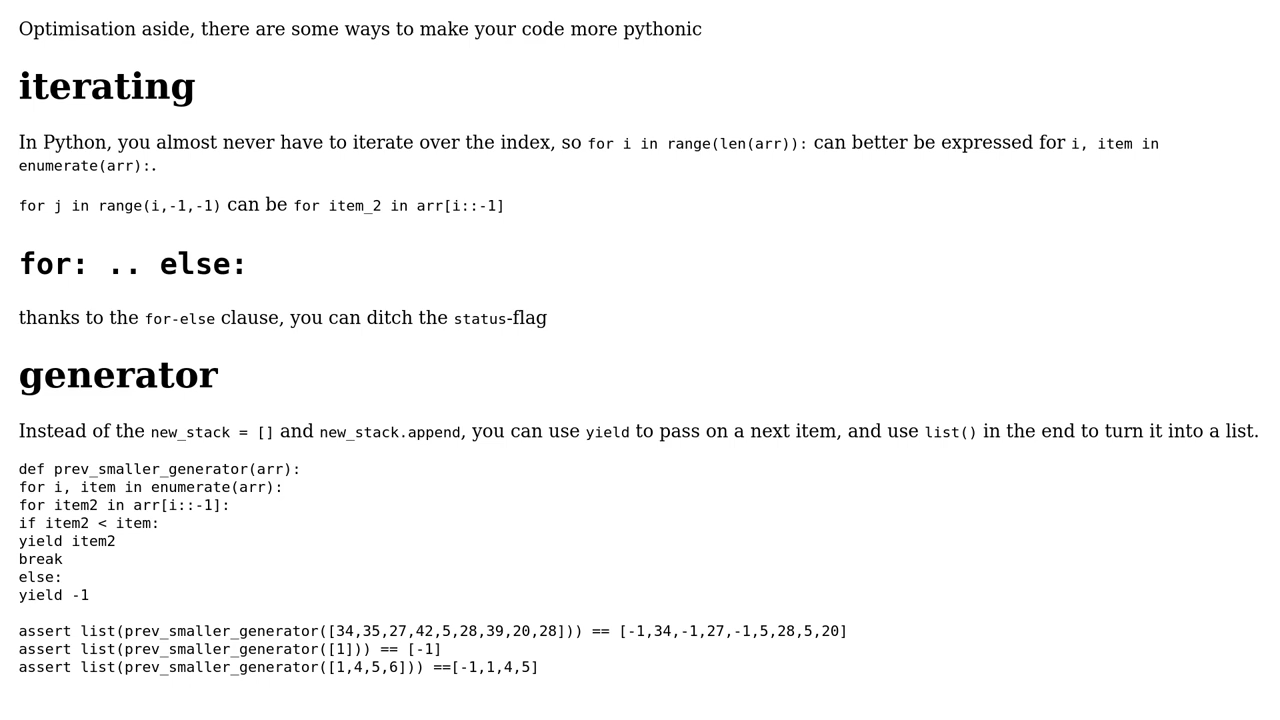 Optimisation aside, there are some ways to make your code more pythonic
iterating
In Python, you almost never have to iterate over the index, so for i in range(len(arr)): can better be expressed for i, item in
enumerate(arr):.
for j in range(i,-1,-1) can be for item_2 in arr[i::-1]
for: .. else:
thanks to the for-else clause, you can ditch the status-flag
generator
Instead of the new_stack = [] and new_stack.append, you can use yield to pass on a next item, and use list() in the end to turn it into a list.
def prev_smaller_generator(arr):
for i, item in enumerate(arr):
for item2 in arr[i::-1]:
if item2 < item:
yield item2
break
else:
yield -1
assert list(prev_smaller_generator([34,35,27,42,5,28,39,20,28])) == [-1,34,-1,27,-1,5,28,5,20]
assert list(prev_smaller_generator([1])) == [-1]
assert list(prev_smaller_generator([1,4,5,6])) ==[-1,1,4,5]